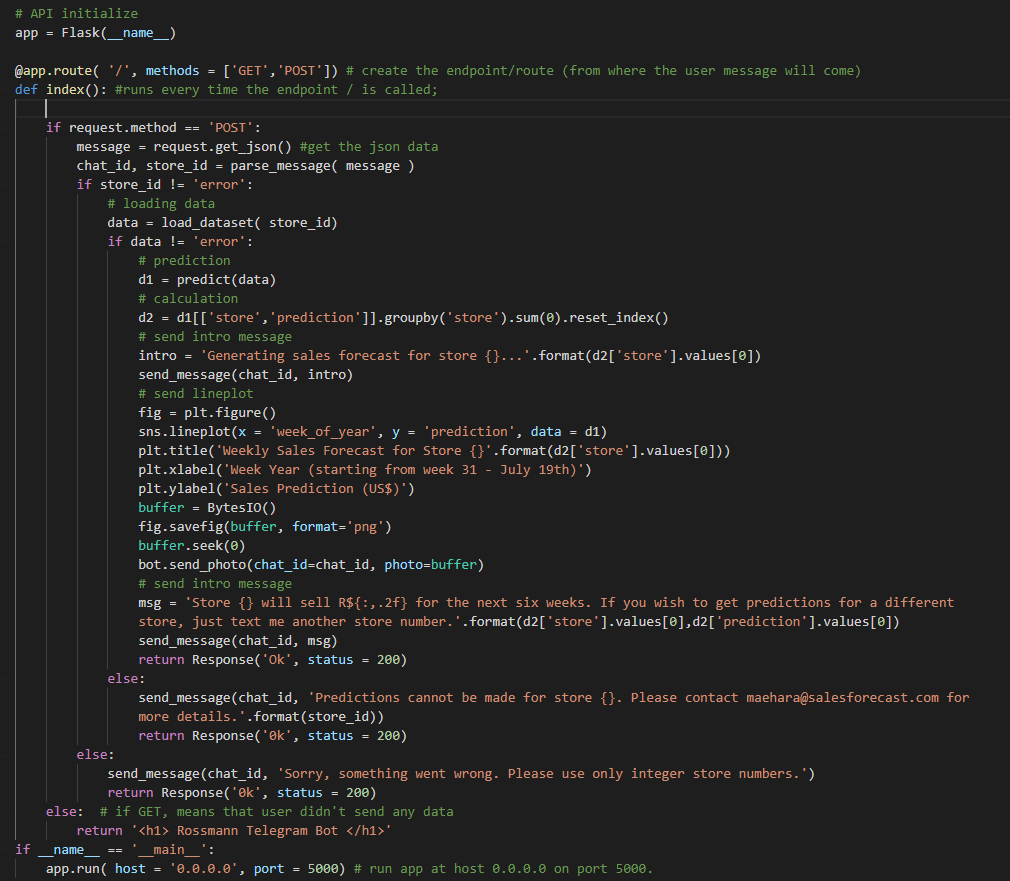 # API initialize
app = Flask(__name__)
@app.route( '/', methods = ['GET','POST']) # create the endpoint/route (from where the user message will come)
def index(): #runs every time the endpoint / is called;
if request.method == 'POST':
message = request.get_json() #get the json data
chat_id, store_id = parse_message( message )
if store_id != 'error':
# loading data
data = load_dataset( store_id)
if data != 'error':
# prediction
d1 = predict(data)
# calculation
d2 = d1[['store','prediction']].groupby('store').sum(0).reset_index()
# send intro message
intro = 'Generating sales forecast for store {}...'.format(d2['store'].values[0])
send_message(chat_id, intro)
# send lineplot
fig = plt.figure()
sns.lineplot(x = 'week_of_year', y = 'prediction', data = d1)
plt.title('Weekly Sales Forecast for Store {}'.format(d2['store'].values[0]))
plt.xlabel('Week Year (starting from week 31 - July 19th)')
plt.ylabel('Sales Prediction (US$)')
buffer = BytesIO()
fig.savefig(buffer, format='png')
buffer.seek(0)
bot.send_photo(chat_id=chat_id, photo=buffer)
# send intro message
msg = 'Store {} will sell R${:,.2f} for the next six weeks. If you wish to get predictions for a different
store, just text me another store number.'.format(d2['store'].values[0],d2['prediction'].values[0])
send_message(chat_id, msg)
return Response('Ok', status = 200)
else:
send_message(chat_id, 'Predictions cannot be made for store {}. Please contact maehara@salesforecast.com for
more details.'.format(store_id))
return Response('0k', status = 200)
else:
send_message(chat_id, 'Sorry, something went wrong. Please use only integer store numbers.')
return Response('0k', status = 200)
else:  # if GET, means that user didn't send any data
return '<h1> Rossmann Telegram Bot </h1>'
if __name__ == '__main__':
app.run( host = '0.0.0.0', port = 5000) # run app at host 0.0.0.0 on port 5000.